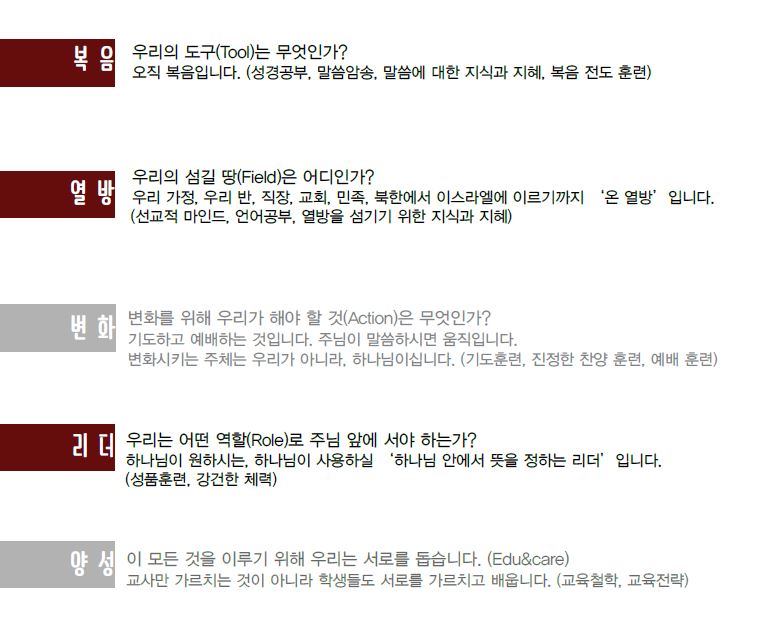 복 음
우리의 도구(Tool)는 무엇인가?
오직 복음입니다. (성경공부, 말씀암송, 말씀에 대한 지식과 지혜, 복음 전도 훈련)
열 방
우리의 섬길 땅(Field)은 어디인가?
우리 가정, 우리 반, 직장, 교회, 민족, 북한에서 이스라엘에 이르기까지 ‘온 열방’ 입니다.
(선교적 마인드, 언어공부, 열방을 섬기기 위한 지식과 지혜)
변 화
변화를 위해 우리가 해야 할 것(Action)은 무엇인가?
기도하고 예배하는 것입니다. 주님이 말씀하시면 움직입니다.
변화시키는 주체는 우리가 아니라, 하나님이십니다. (기도훈련, 진정한 찬양 훈련, 예배 훈련)
리 더
우리는 어떤 역할(Role)로 주님 앞에 서야 하는가?
하나님이 원하시는, 하나님이 사용하실 ‘하나님 안에서 뜻을 정하는 리더’ 입니다.
(성품훈련, 강건한 체력)
양 성
이 모든 것을 이루기 위해 우리는 서로를 돕습니다. (Edu&care)
교사만 가르치는 것이 아니라 학생들도 서로를 가르치고 배웁니다. (교육철학, 교육전략)